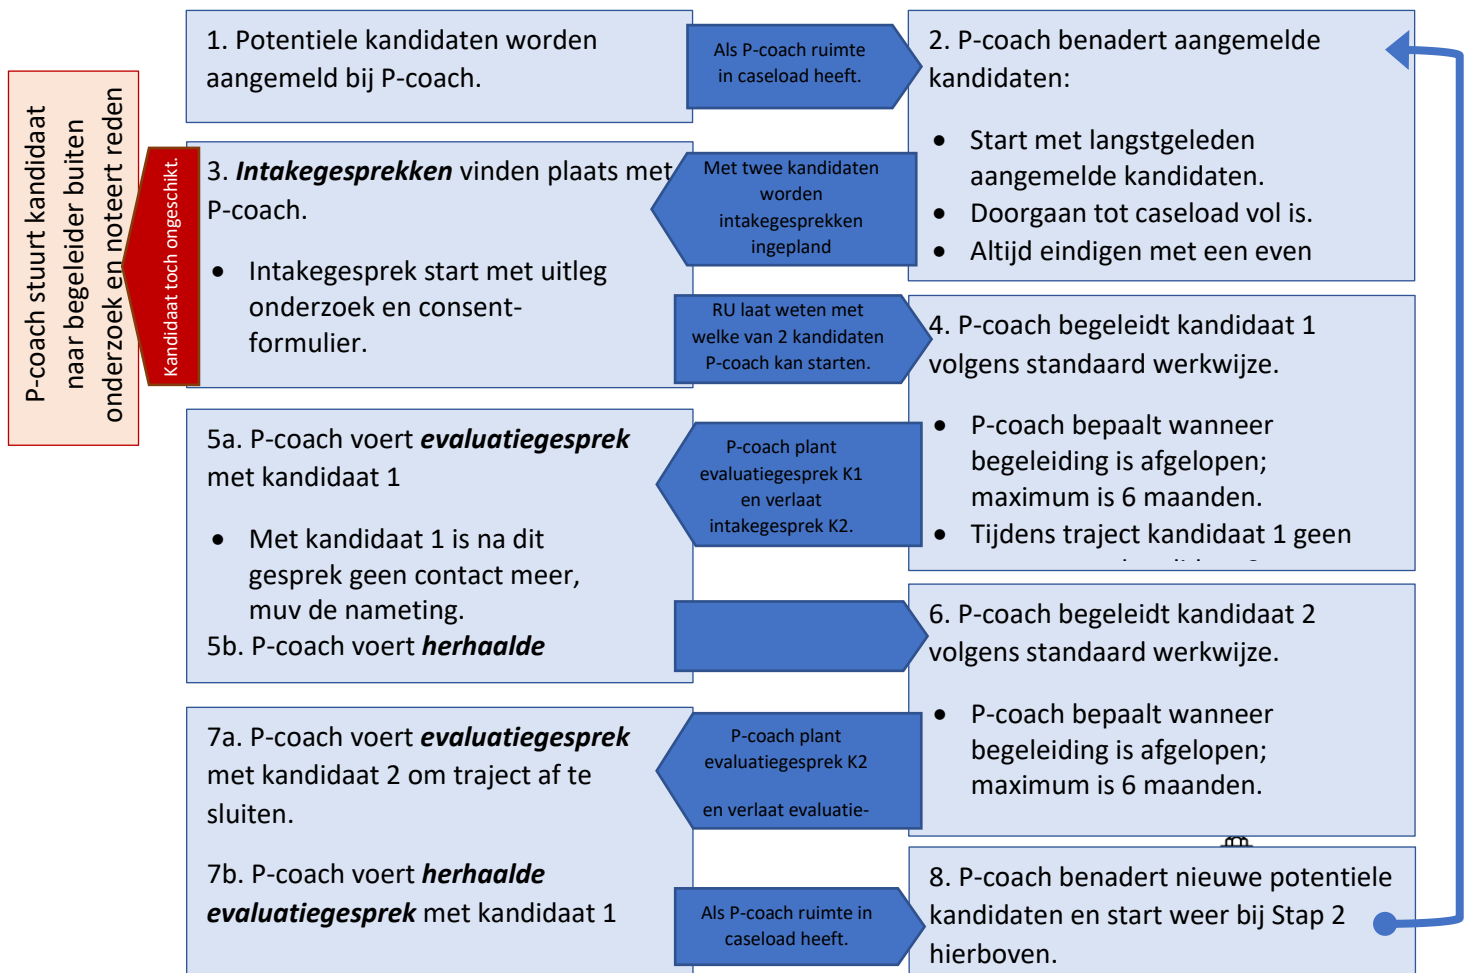 1. Potentiele kandidaten worden
aangemeld bij P-coach.
Als P-coach ruimte
in caseload heeft.
2. P-coach benadert aangemelde
kandidaten:
• Start met langstgeleden
aangemelde kandidaten.
• Doorgaan tot caseload vol is.
• Altijd eindigen met een even
Met twee kandidaten
worden
intakegesprekken
ingepland
3. Intakegesprekken vinden plaats met
P-coach.
• Intakegesprek start met uitleg
onderzoek en consent-
formulier.
Kandidaat toch ongeschikt.
P-coach stuurt kandidaat
naar begeleider buiten
onderzoek en noteert reden
RU laat weten met
welke van 2 kandidaten
P-coach kan starten.
4. P-coach begeleidt kandidaat 1
volgens standaard werkwijze.
• P-coach bepaalt wanneer
begeleiding is afgelopen;
maximum is 6 maanden.
• Tijdens traject kandidaat 1 geen
P-coach plant
evaluatiegesprek K1
en verlaat
intakegesprek K2.
5a. P-coach voert evaluatiegesprek
met kandidaat 1
• Met kandidaat 1 is na dit
gesprek geen contact meer,
muv de nameting.
5b. P-coach voert herhaalde
6. P-coach begeleidt kandidaat 2
volgens standaard werkwijze.
• P-coach bepaalt wanneer
begeleiding is afgelopen;
maximum is 6 maanden.
P-coach plant
evaluatiegesprek K2
en verlaat evaluatie-
7a. P-coach voert evaluatiegesprek
met kandidaat 2 om traject af te
sluiten.
7b. P-coach voert herhaalde
evaluatiegesprek met kandidaat 1
Als P-coach ruimte in
caseload heeft.
8. P-coach benadert nieuwe potentiele
kandidaten en start weer bij Stap 2
hierboven.